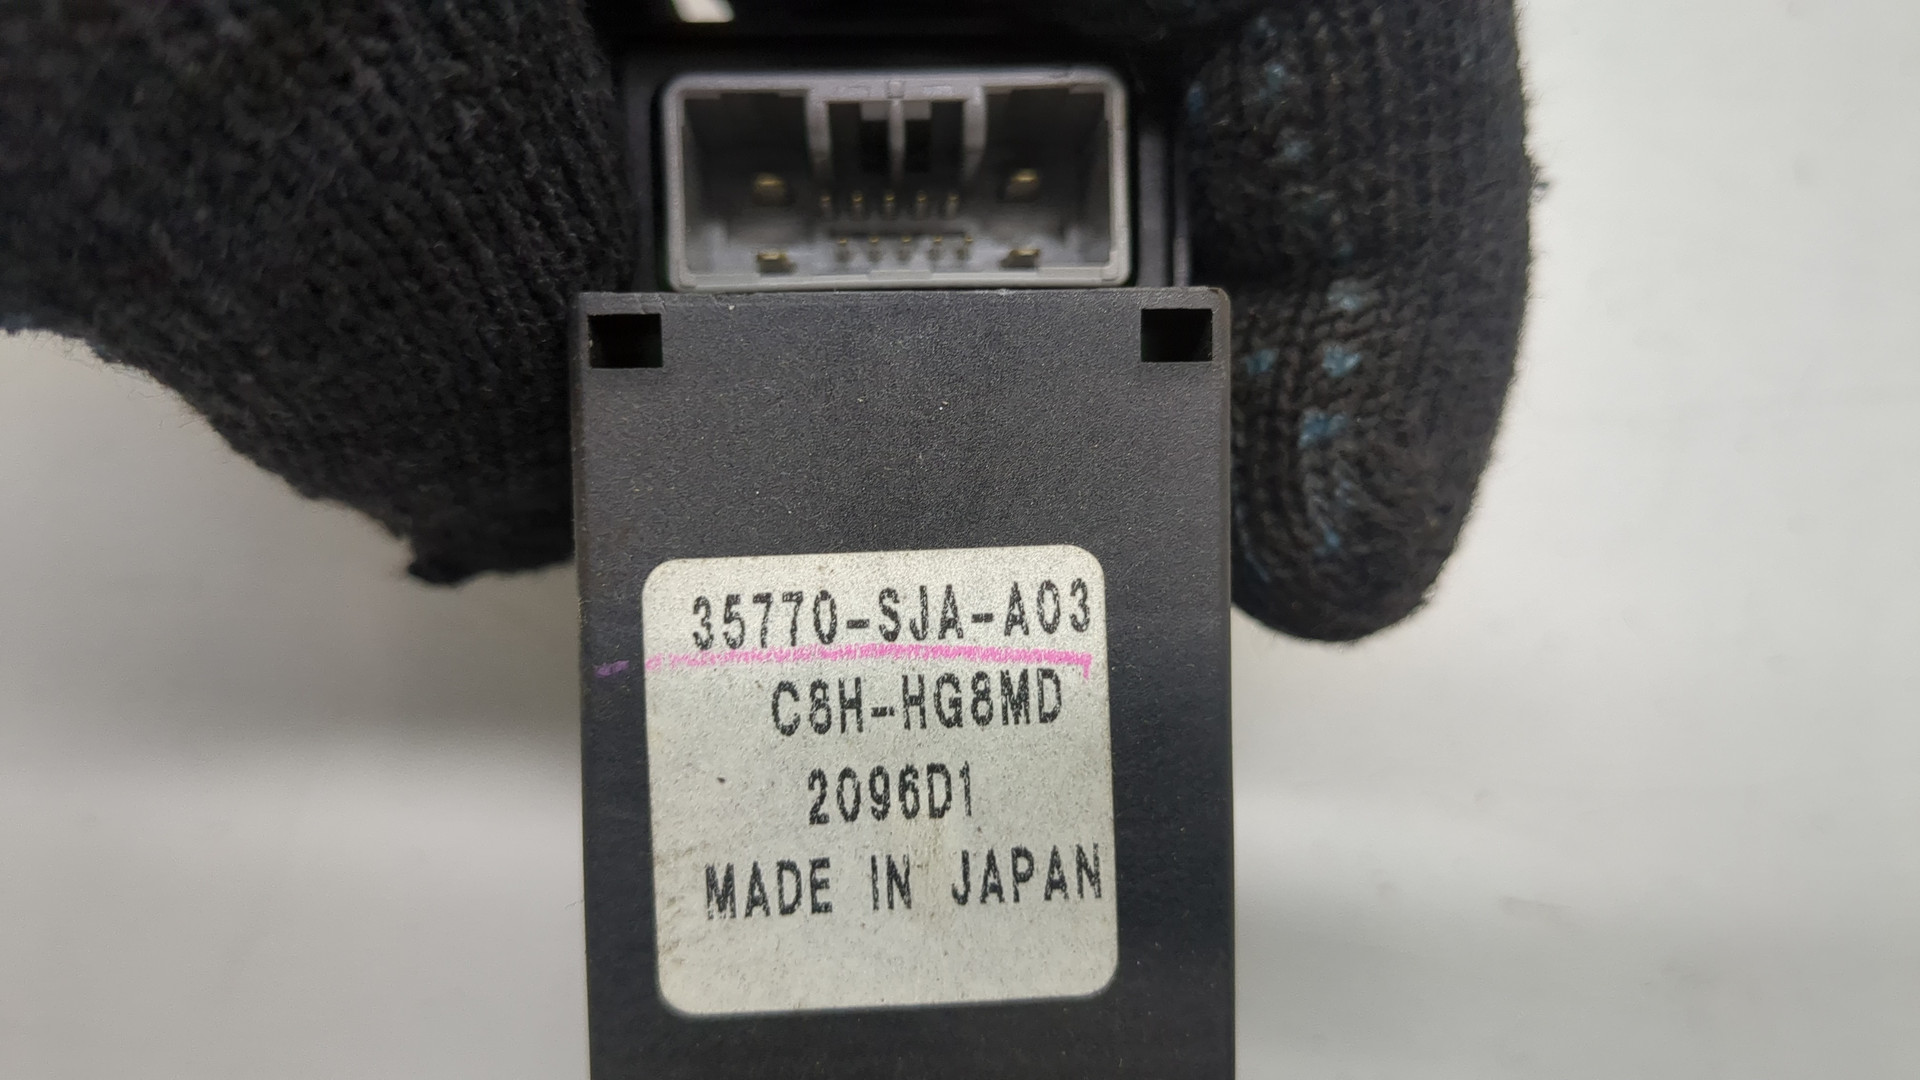 35770-SJA-A03
C8H-HG8MD
2096D1
MADE IN JAPAN